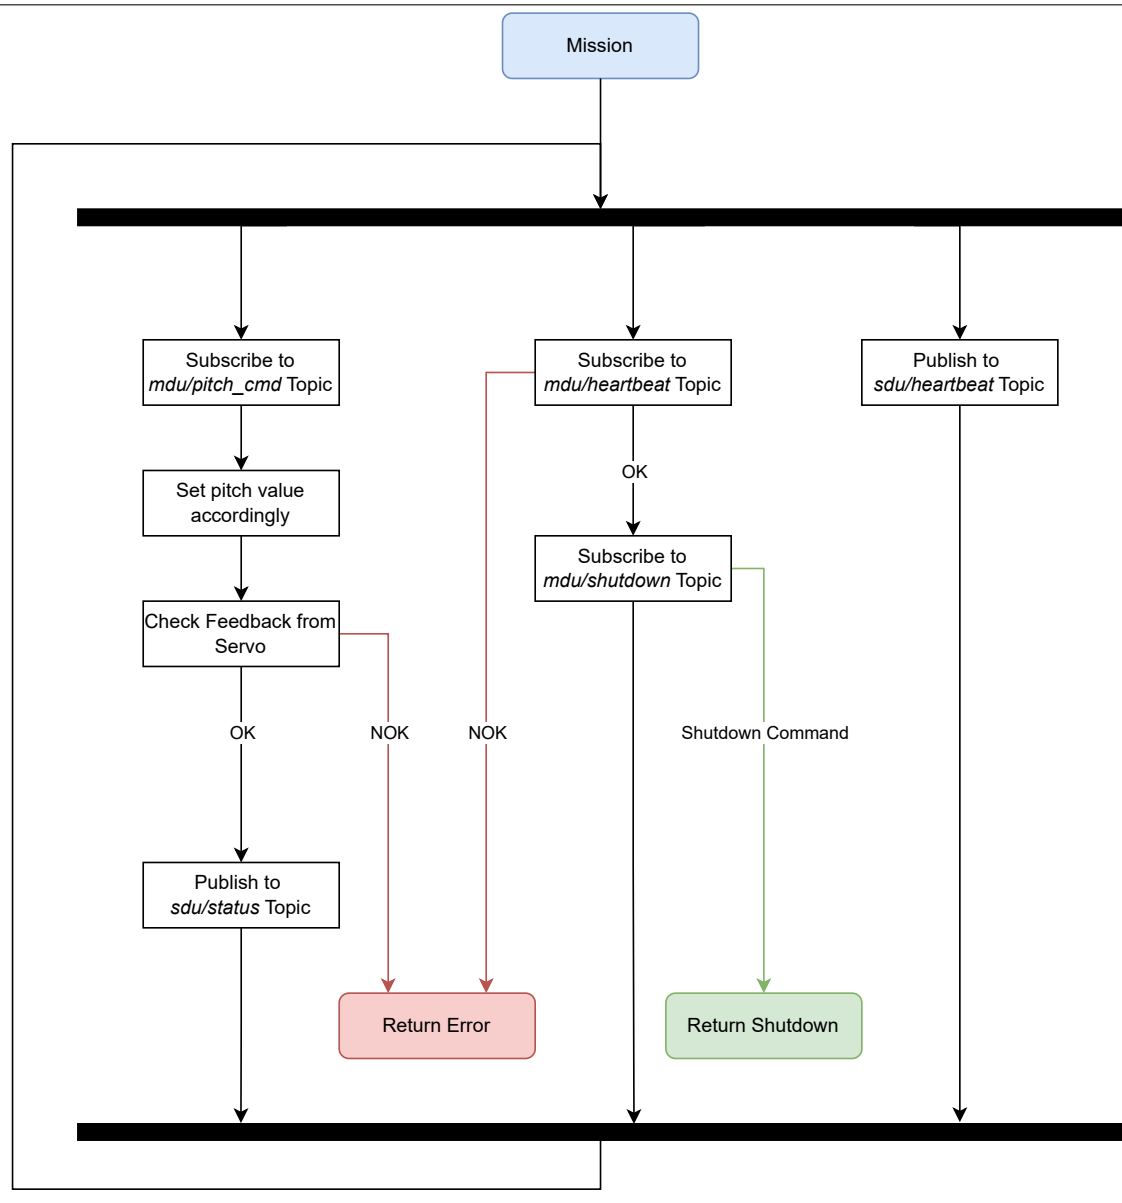 Mission
Subscribe to
mdu/pitch_cmd Topic
Subscribe to
mdu/heartbeat Topic
Publish to
sdu/heartbeat Topic
OK
Set pitch value
accordingly
Subscribe to
mdu/shutdown Topic
Check Feedback from
Servo
OK
NOK
NOK
Shutdown Command
Publish to
sdu/status Topic
Return Error
Return Shutdown